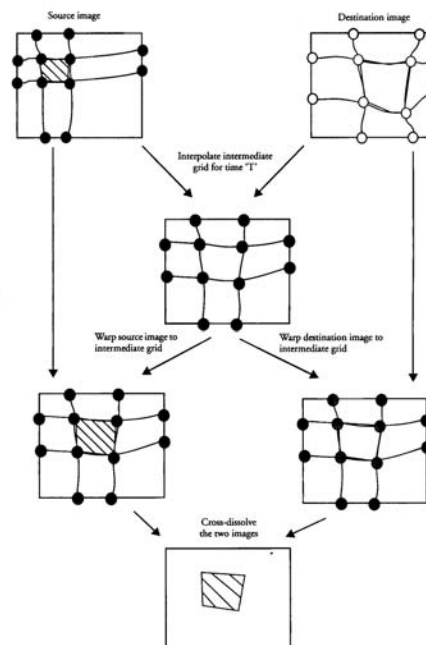 Source image
Destination image
Interpolate intermediate
grid for time 'T'
Warp source image to
intermediate grid
Warp destination image to
intermediate grid
Cross-dissolve
the two images